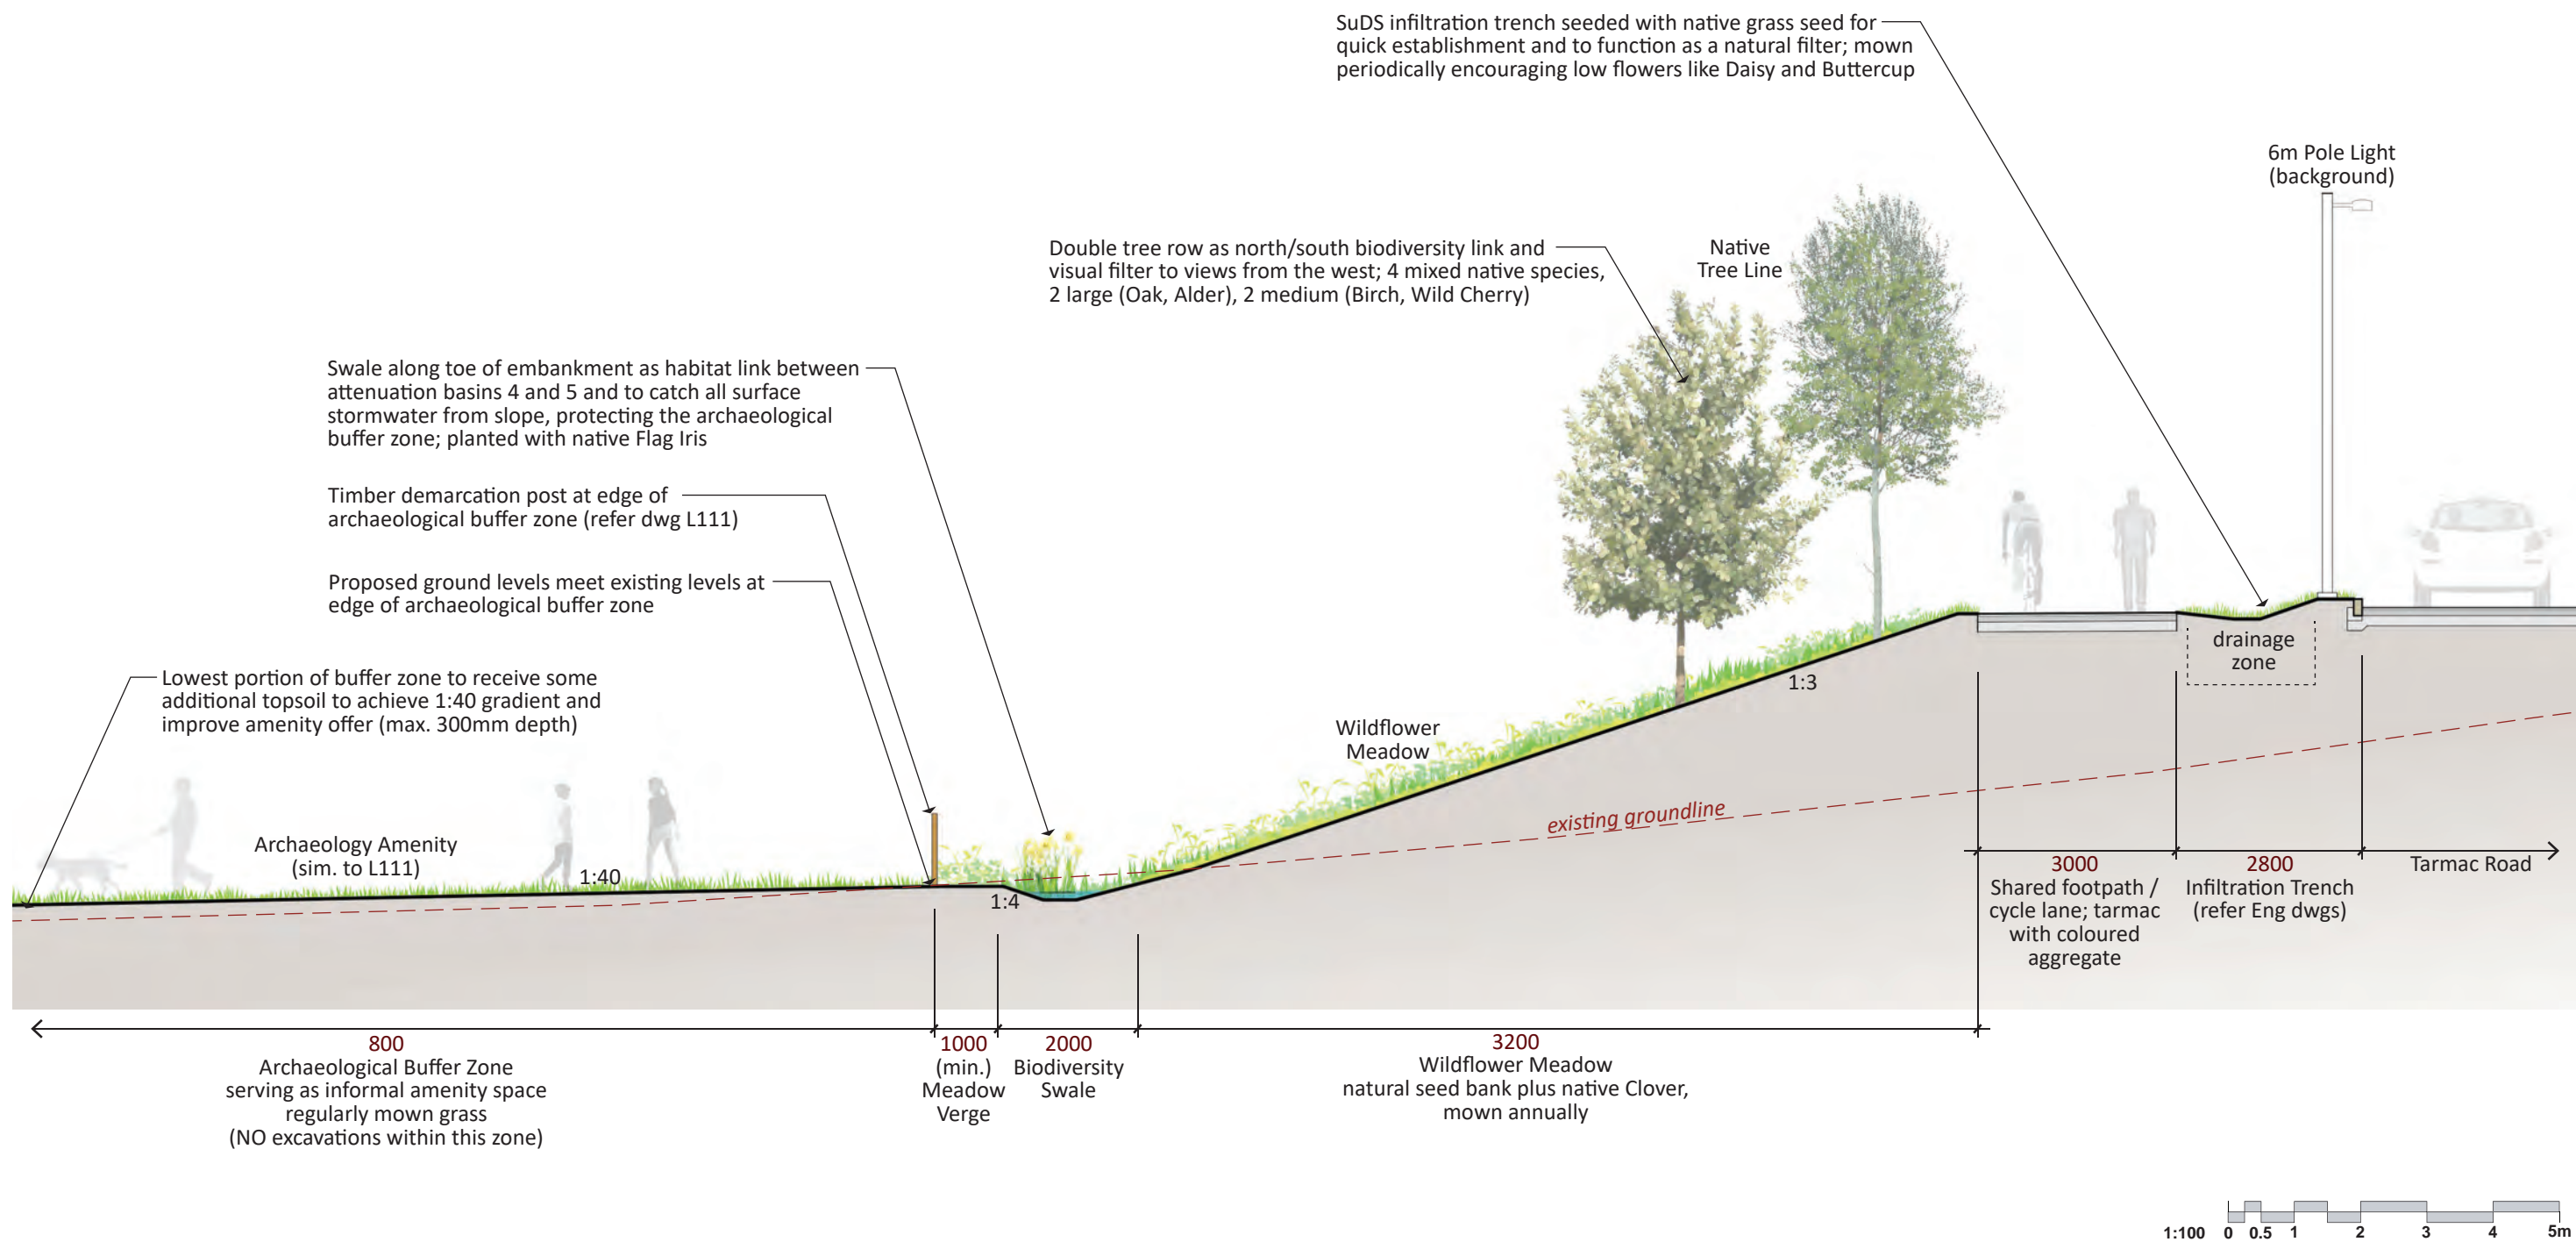 SuDS infiltration trench seeded with native grass seed for
quick establishment and to function as a natural filter; mown
periodically encouraging low flowers like Daisy and Buttercup
6m Pole Light
(background)
Double tree row as north/south biodiversity link and
visual filter to views from the west; 4 mixed native species,
2 large (Oak, Alder), 2 medium (Birch, Wild Cherry)
Native
Tree Line
Swale along toe of embankment as habitat link between
attenuation basins 4 and 5 and to catch all surface
stormwater from slope, protecting the archaeological
buffer zone; planted with native Flag Iris
Timber demarcation post at edge of
archaeological buffer zone (refer dwg L111)
Proposed ground levels meet existing levels at
edge of archaeological buffer zone
Lowest portion of buffer zone to receive some
additional topsoil to achieve 1:40 gradient and
improve amenity offer (max. 300mm depth)
drainage
zone
1:3
Wildflower
Meadow
existing groundline
Archaeology Amenity
(sim. to L111)
1:40
1:4
3000
Shared footpath /
cycle lane; tarmac
with coloured
aggregate
2800
Infiltration Trench
(refer Eng dwgs)
Tarmac Road
800
Archaeological Buffer Zone
serving as informal amenity space
regularly mown grass
(NO excavations within this zone)
1000
(min.)
Meadow
Verge
2000
Biodiversity
Swale
3200
Wildflower Meadow
natural seed bank plus native Clover,
mown annually
1:100 0 0.5 1 2 3 4 5m